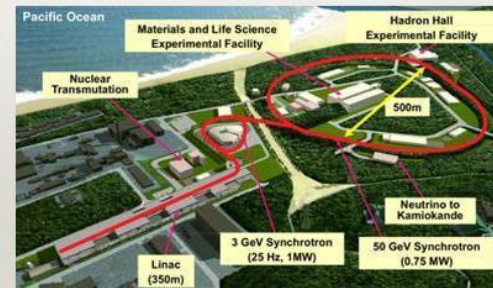 Pacific Ocean
Materials and Life Science
Experimental Facility
Hadron Hall
Experimental Facility
Nuclear
Transmutation
500m
Neutrino to
Kamiokande
3 GeV Synchrotron
(25 Hz, 1MW)
50 GeV Synchrotron
(0.75 MW)
Linac
(350m)